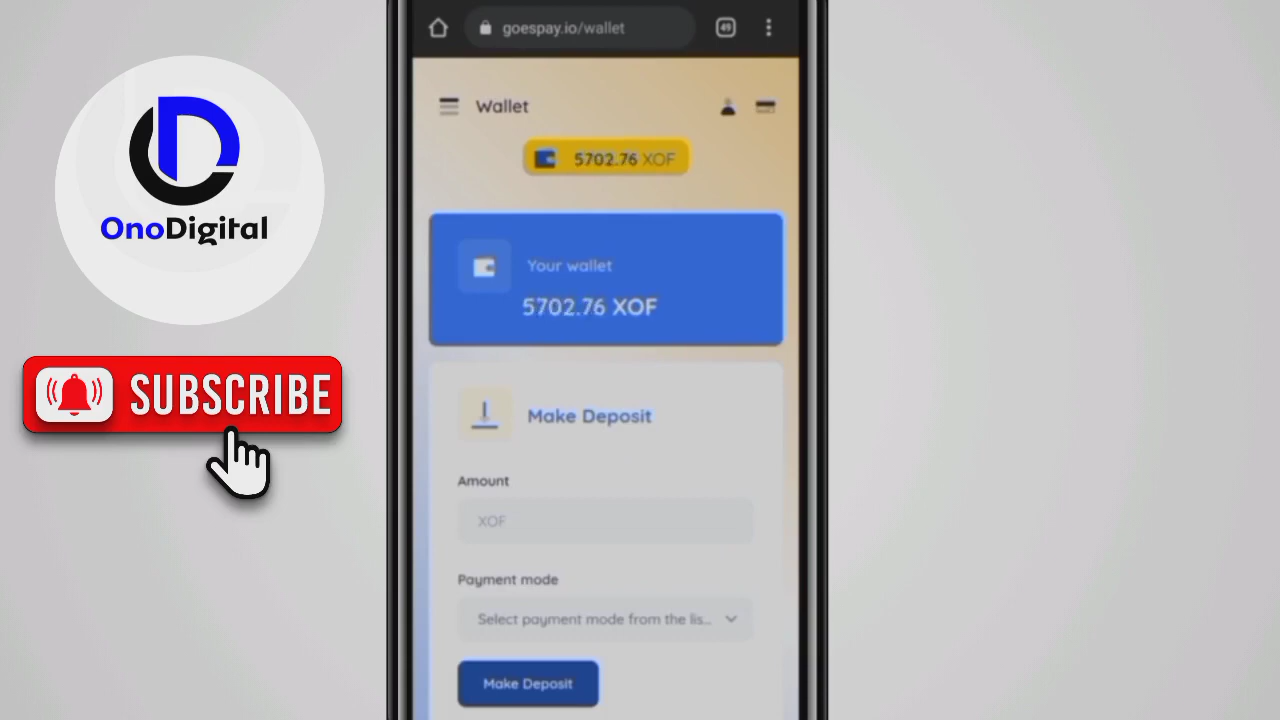 goespay.io/wallet
49
Wallet
5702.76 XOF
Your wallet
5702.76 XOF
Make Deposit
Amount
XOF
Payment mode
Select payment mode from the lis...
Make Deposit
OnoDigital
SUBSCRIBE